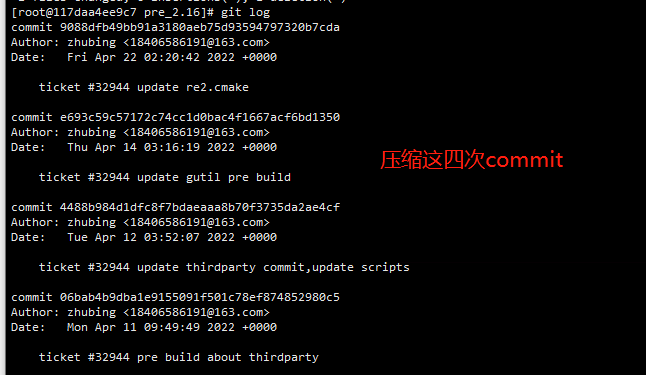 [root@117daa4ee9c7 pre_2.16]# git log
commit 9088dfb49bb91a3180aeb75d93594797320b7cda
Author: zhubing <18406586191@163.com>
Date:   Fri Apr 22 02:20:42 2022 +0000
ticket #32944 update re2.cmake
commit e693c59c57172c74cc1d0bac4f1667acf6bd1350
Author: zhubing <18406586191@163.com>
Date:   Thu Apr 14 03:16:19 2022 +0000
压缩这四次commit
ticket #32944 update gutil pre build
commit 4488b984d1dfc8f7bdaeaaa8b70f3735da2ae4cf
Author: zhubing <18406586191@163.com>
Date:   Tue Apr 12 03:52:07 2022 +0000
ticket #32944 update thirdparty commit,update scripts
commit 06bab4b9dba1e9155091f501c78ef874852980c5
Author: zhubing <18406586191@163.com>
Date:   Mon Apr 11 09:49:49 2022 +0000
ticket #32944 pre build about thirdparty